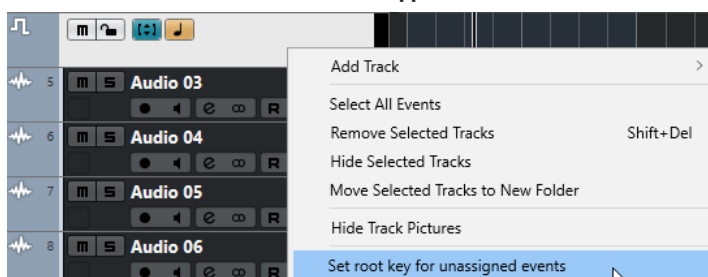 m
Add Track
5 m S Audio 03
e R
Select All Events
6 m S Audio 04
Remove Selected Tracks Shift+Del
e R
Hide Selected Tracks
7 m S Audio 05
Move Selected Tracks to New Folder
e R
Hide Track Pictures
8 m S Audio 06
Set root key for unassigned events
e R